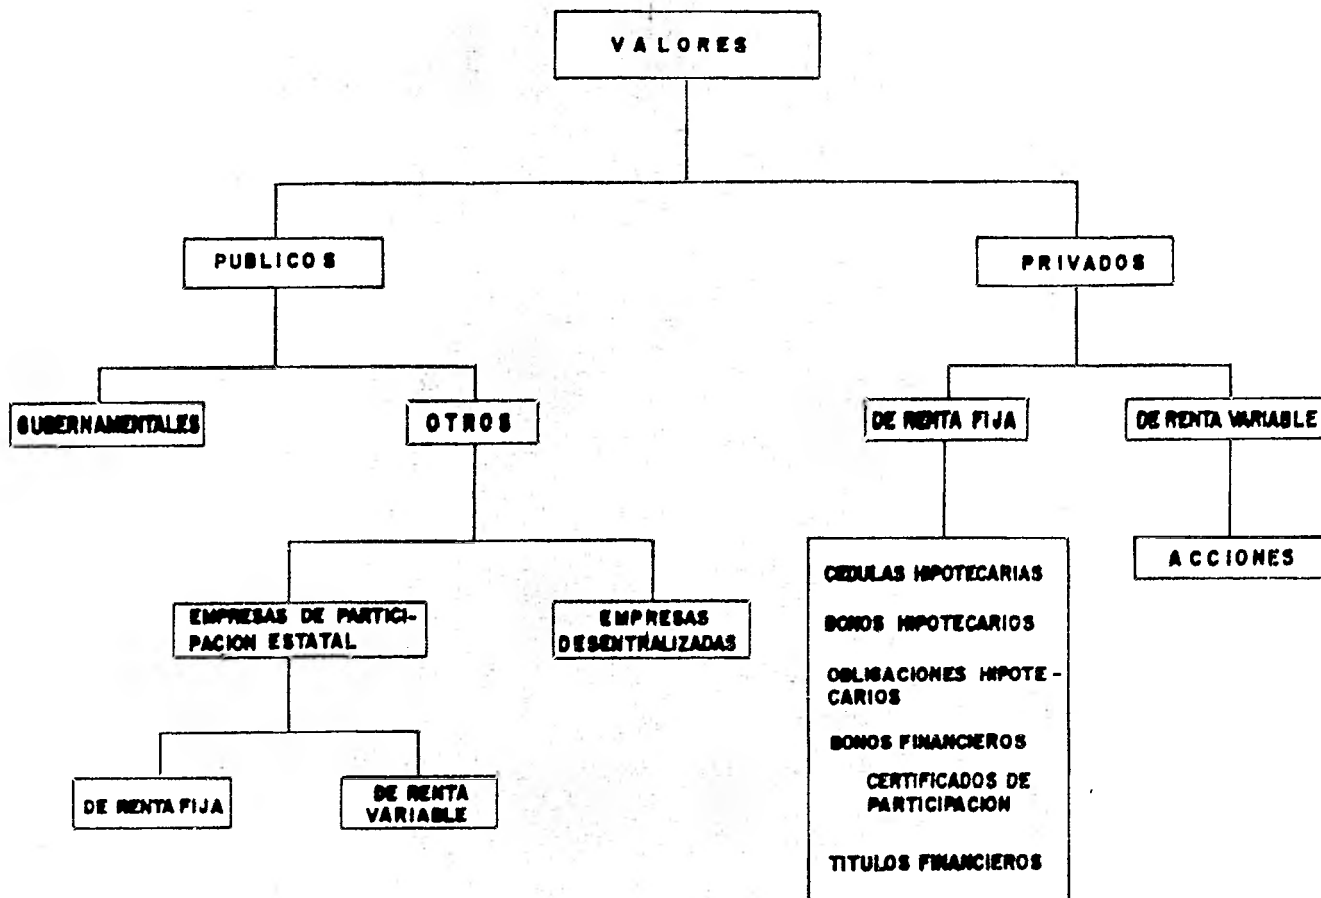 VALORES
PUBLICOS
PRIVADOS
GUBERNAMENTALES
OTROS
DE RENTA FIJA
DE RENTA VARIABLE
EMPRESAS DE PARTICI-
PACION ESTATAL
EMPRESAS
DESENTRALIZADAS
DE RENTA FIJA
DE RENTA
VARIABLE
CEDULAS HIPOTECARIAS
BONOS HIPOTECARIOS
OBLIGACIONES HIPOTE-
CARIOS
BONOS FINANCIEROS
CERTIFICADOS DE
PARTICIPACION
TITULOS FINANCIEROS
ACCIONES